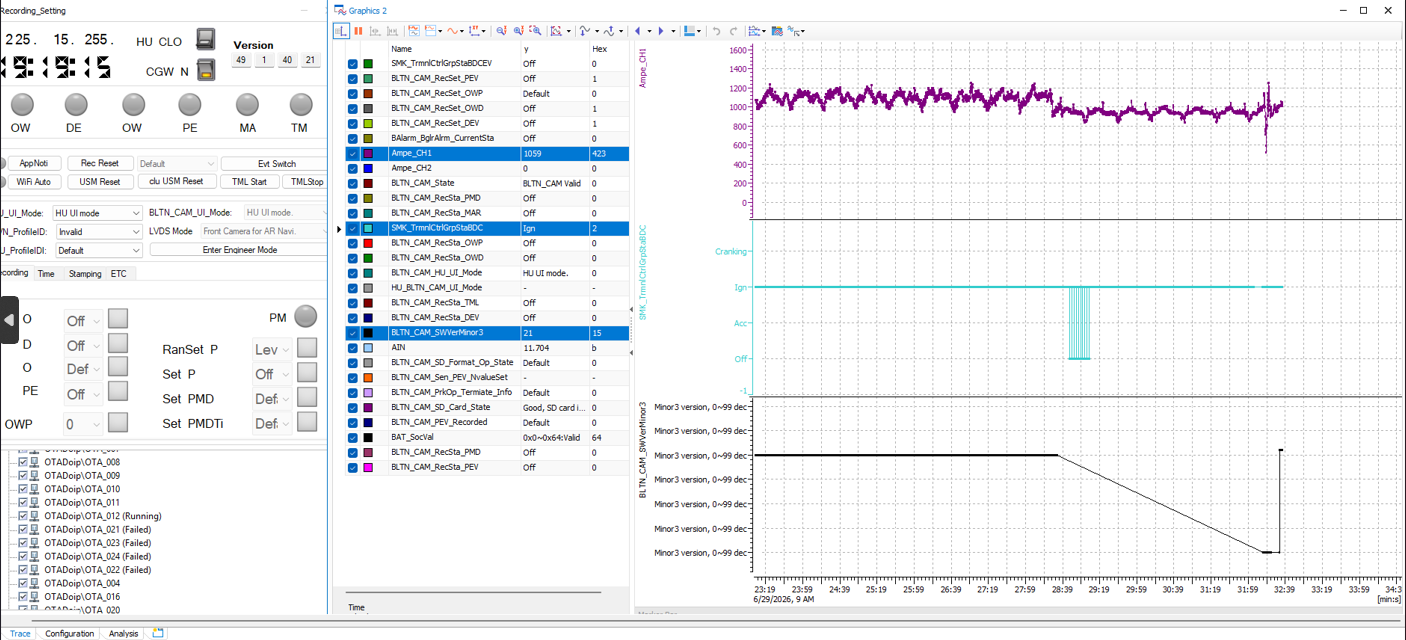 Recording_Setting
225. 15. 255.
HU CLO
19:19:15
CGW N
Version
49 1 40 21
OW DE OW PE MA TM
AppNoti Rec Reset Default Evt Switch
WiFi Auto USM Reset clu USM Reset TML Start TMLStop
U_UI_Mode: HU UI mode BLTN_CAM_UI_Mode: HU UI mode.
N_ProfileIDI: Invalid LVDS Mode Front Camera for AR Navi.
U_ProfileIDI: Default Enter Engineer Mode
ecording Time Stamping ETC
O Off PM
D Off RanSet P Lev
O Def Set P Off
PE Off Set PMD Defa
OWP 0 Set PMDTi Defa
OTADoip\OTA_007
OTADoip\OTA_008
OTADoip\OTA_009
OTADoip\OTA_010
OTADoip\OTA_011
OTADoip\OTA_012 (Running)
OTADoip\OTA_021 (Failed)
OTADoip\OTA_023 (Failed)
OTADoip\OTA_024 (Failed)
OTADoip\OTA_022 (Failed)
OTADoip\OTA_004
OTADoip\OTA_016
OTADoip\OTA_020
Trace Configuration Analysis
Graphics 2
Name y Hex
SMK_TrmnlCtrlGrpStaBDCEV Off 0
BLTN_CAM_RecSet_PEV Off 1
BLTN_CAM_RecSet_OWP Default 0
BLTN_CAM_RecSet_OWD Off 1
BLTN_CAM_RecSet_DEV Off 1
BAlarm_BglrAlrm_CurrentSta Off 0
Ampe_CH1 1059 423
Ampe_CH2 0 0
BLTN_CAM_State BLTN_CAM Valid 0
BLTN_CAM_RecSta_PMD Off 0
BLTN_CAM_RecSta_MAR Off 0
SMK_TrmnlCtrlGrpStaBDC Ign 2
BLTN_CAM_RecSta_OWP Off 0
BLTN_CAM_RecSta_OWD Off 0
BLTN_CAM_HU_UI_Mode HU UI mode. 0
HU_BLTN_CAM_UI_Mode - -
BLTN_CAM_RecSta_TML Off 0
BLTN_CAM_RecSta_DEV Off 0
BLTN_CAM_SWVerMinor3 21 15
AIN 11.704 b
BLTN_CAM_SD_Format_Op_State Default 0
BLTN_CAM_Sen_PEV_NvalueSet - -
BLTN_CAM_PrkOp_Termiate_Info Default 0
BLTN_CAM_SD_Card_State Good, SD card i... 0
BLTN_CAM_PEV_Recorded Default 0
BAT_SocVal 0x0~0x64:Valid 64
BLTN_CAM_RecSta_PMD Off 0
BLTN_CAM_RecSta_PEV Off 0
Time
Ampe_CH1
1600
1400
1200
1000
800
600
400
200
0
SMK_TrmnlCtrlGrpStaBDC
Cranking
Ign
Acc
Off
-1
BLTN_CAM_SWVerMinor3
Minor3 version, 0~99 dec
Minor3 version, 0~99 dec
Minor3 version, 0~99 dec
Minor3 version, 0~99 dec
Minor3 version, 0~99 dec
Minor3 version, 0~99 dec
Minor3 version, 0~99 dec
23:19 23:59 24:39 25:19 25:59 26:39 27:19 27:59 28:39 29:19 29:59 30:39 31:19 31:59 32:39 33:19 33:59 34:3
6/29/2026, 9 AM
[min:s]